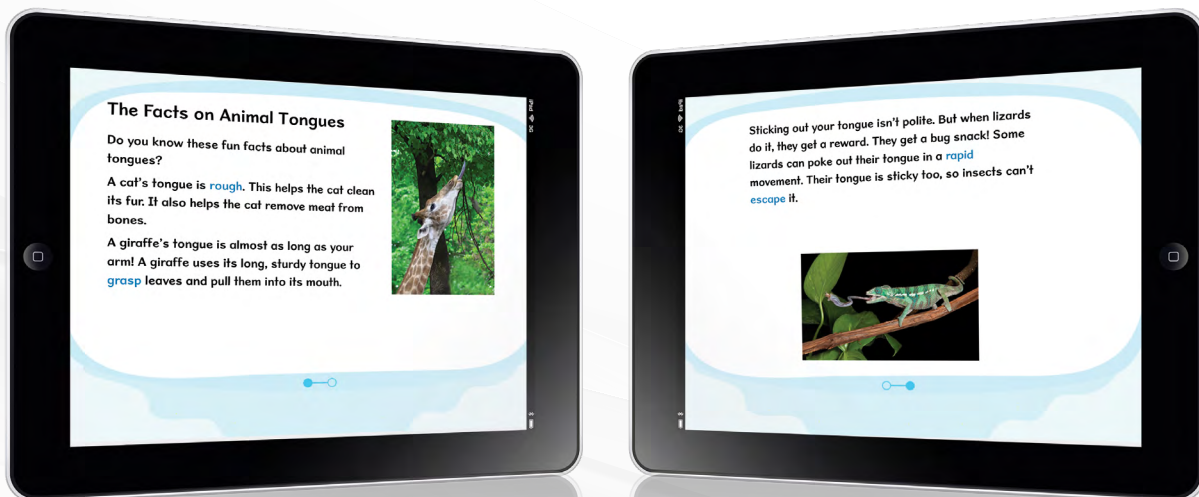 The Facts on Animal Tongues
Do you know these fun facts about animal
tongues?
A cat's tongue is rough. This helps the cat clean
its fur. It also helps the cat remove meat from
bones.
A giraffe's tongue is almost as long as your
arm! A giraffe uses its long, sturdy tongue to
grasp leaves and pull them into its mouth.
iPad 3G
Sticking out your tongue isn't polite. But when lizards
do it, they get a reward. They get a bug snack! Some
lizards can poke out their tongue in a rapid
movement. Their tongue is sticky too, so insects can't
escape it.
iPad 3G